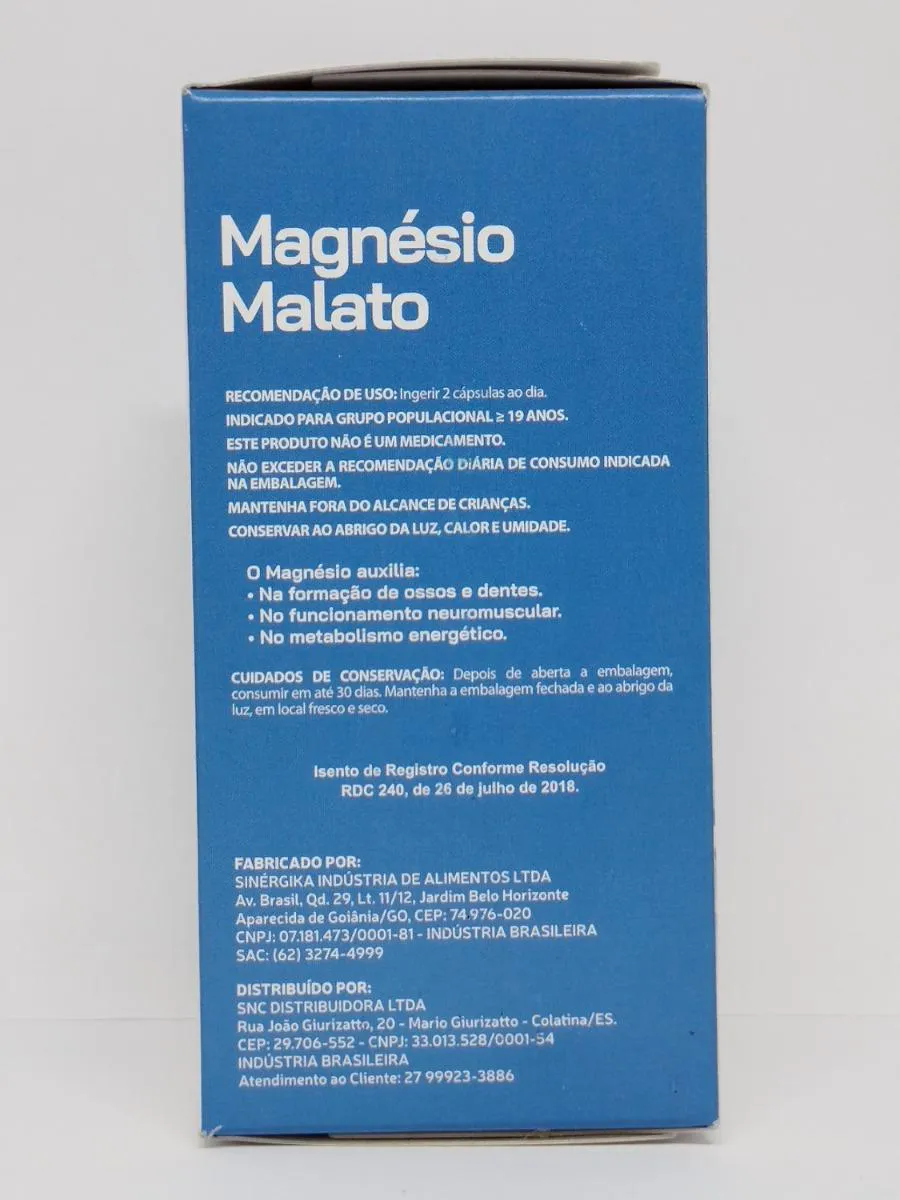 Magnésio
Malato
RECOMENDAÇÃO DE USO: Ingerir 2 cápsulas ao dia.
INDICADO PARA GRUPO POPULACIONAL ≥ 19 ANOS.
ESTE PRODUTO NÃO É UM MEDICAMENTO.
NÃO EXCEDER A RECOMENDAÇÃO DIÁRIA DE CONSUMO INDICADA
NA EMBALAGEM.
MANTENHA FORA DO ALCANCE DE CRIANÇAS.
CONSERVAR AO ABRIGO DA LUZ, CALOR E UMIDADE.
O Magnésio auxilia:
• Na formação de ossos e dentes.
• No funcionamento neuromuscular.
• No metabolismo energético.
CUIDADOS DE CONSERVAÇÃO: Depois de aberta a embalagem,
consumir em até 30 dias. Mantenha a embalagem fechada e ao abrigo da
luz, em local fresco e seco.
Isento de Registro Conforme Resolução
RDC 240, de 26 de julho de 2018.
FABRICADO POR:
SINÉRGIKA INDÚSTRIA DE ALIMENTOS LTDA
Av. Brasil, Qd. 29, Lt. 11/12, Jardim Belo Horizonte
Aparecida de Goiânia/GO, CEP: 74.976-020
CNPJ: 07.181.473/0001-81 - INDÚSTRIA BRASILEIRA
SAC: (62) 3274-4999
DISTRIBUÍDO POR:
SNC DISTRIBUIDORA LTDA
Rua João Giurizatto, 20 - Mario Giurizatto - Colatina/ES.
CEP: 29.706-552 - CNPJ: 33.013.528/0001-54
INDÚSTRIA BRASILEIRA
Atendimento ao Cliente: 27 99923-3886